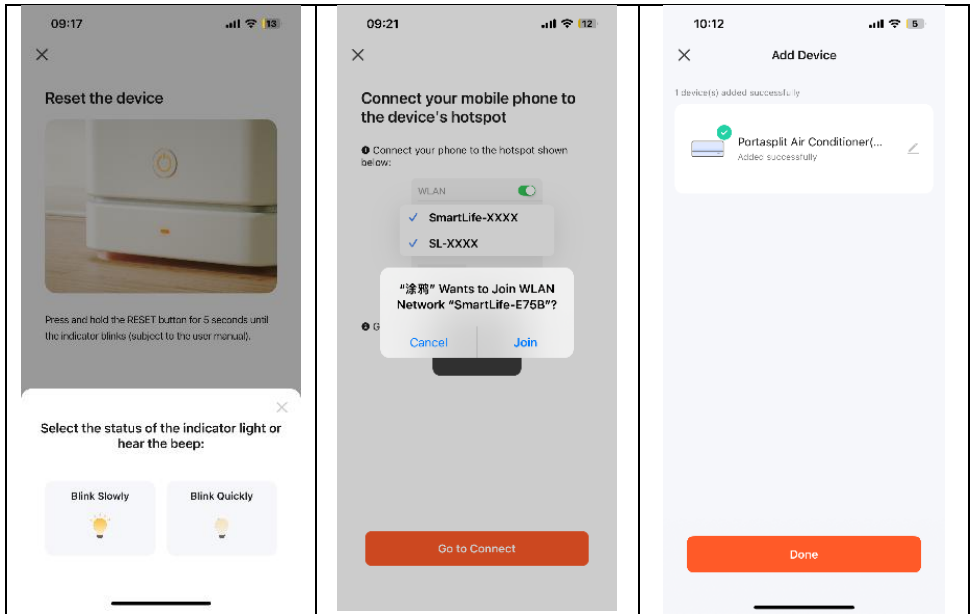 09:17
13
Reset the device
Press and hold the RESET button for 5 seconds until
the indicator blinks (subject to the user manual).
Select the status of the indicator light or
hear the beep:
Blink Slowly
Blink Quickly
09:21
12
Connect your mobile phone to
the device's hotspot
❶ Connect your phone to the hotspot shown
below:
WLAN
SmartLife-XXXX
SL-XXXX
“涂鸦” Wants to Join WLAN
Network “SmartLife-E75B”?
❷ G
Cancel
Join
Go to Connect
10:12
5
Add Device
1 device(s) added successfully
Portasplit Air Conditioner(...
Added successfully
Done